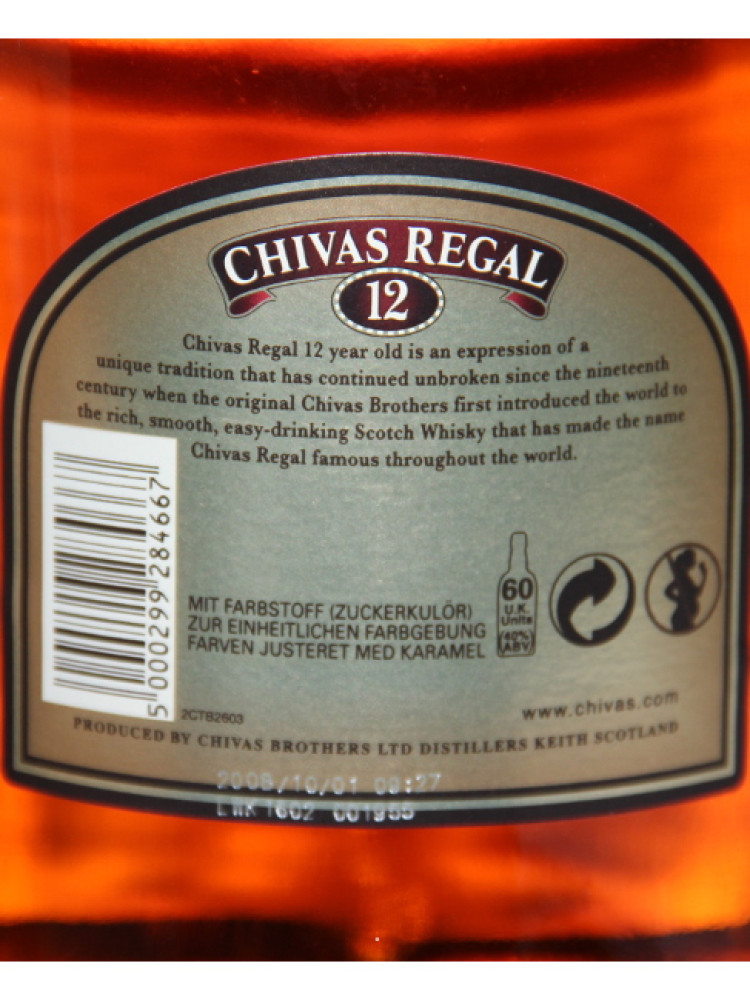 CHIVAS REGAL
12
Chivas Regal 12 year old is an expression of a
unique tradition that has continued unbroken since the nineteenth
century when the original Chivas Brothers first introduced the world to
the rich, smooth, easy-drinking Scotch Whisky that has made the name
Chivas Regal famous throughout the world.
5 000299 284667
60
U.K.
Units
(40%
ABV)
MIT FARBSTOFF (ZUCKERKULÖR)
ZUR EINHEITLICHEN FARBGEBUNG
FARVEN JUSTERET MED KARAMEL
2CTB2603
www.chivas.com
PRODUCED BY CHIVAS BROTHERS LTD DISTILLERS KEITH SCOTLAND
2008/10/01
001955